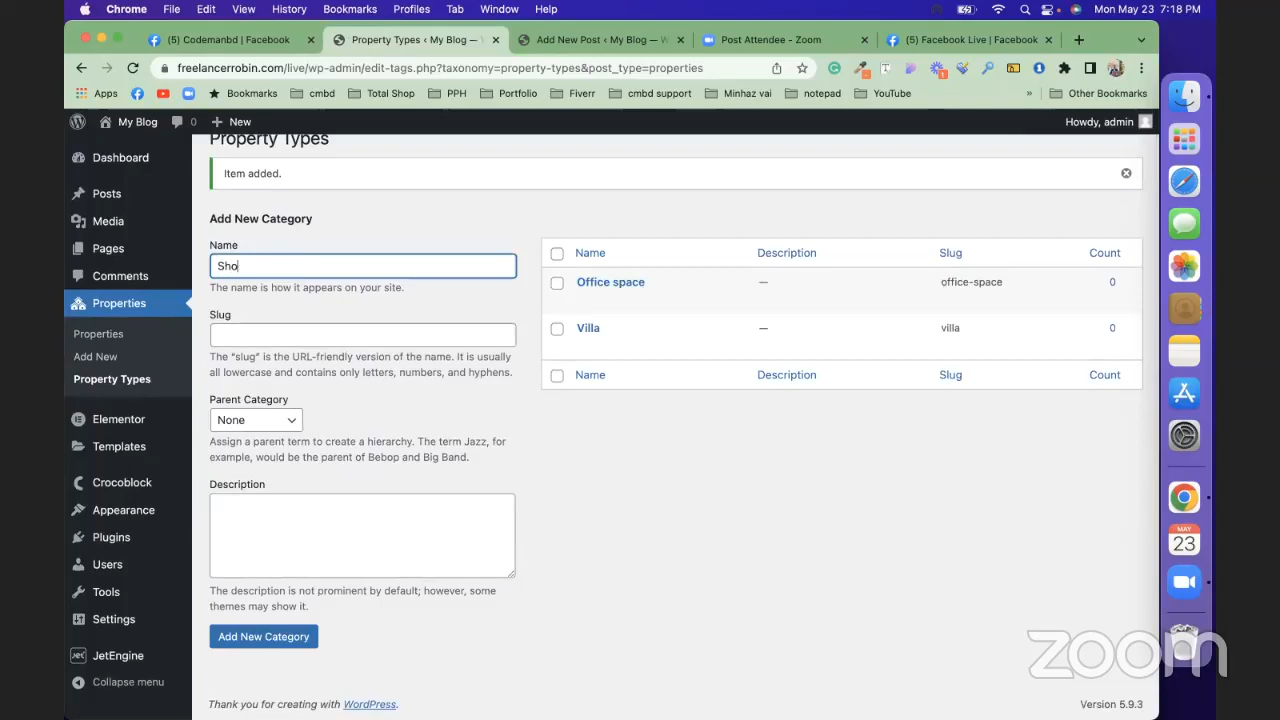 Chrome File Edit View History Bookmarks Profiles Tab Window Help Mon May 23 7:18 PM
(5) Codemanbd | Facebook Property Types ‹ My Blog — Add New Post ‹ My Blog — W Post Attendee - Zoom (5) Facebook Live | Facebook
freelancerrobin.com/live/wp-admin/edit-tags.php?taxonomy=property-types&post_type=properties
Apps Bookmarks cmbd Total Shop PPH Portfolio Fiverr cmbd support Minhaz vai notepad YouTube » Other Bookmarks
My Blog 0 New Howdy, admin
Property Types
Dashboard
Item added.
Posts
Media
Pages
Comments
Properties
Properties
Add New
Property Types
Elementor
Templates
Crocoblock
Appearance
Plugins
Users
Tools
Settings
JetEngine
Collapse menu
Add New Category
Name
Sho
The name is how it appears on your site.
Slug
The “slug” is the URL-friendly version of the name. It is usually
all lowercase and contains only letters, numbers, and hyphens.
Parent Category
None
Assign a parent term to create a hierarchy. The term Jazz, for
example, would be the parent of Bebop and Big Band.
Description
The description is not prominent by default; however, some
themes may show it.
Add New Category
Name Description Slug Count
Office space — office-space 0
Villa — villa 0
Name Description Slug Count
Thank you for creating with WordPress.
Version 5.9.3
MAY
23
zoom